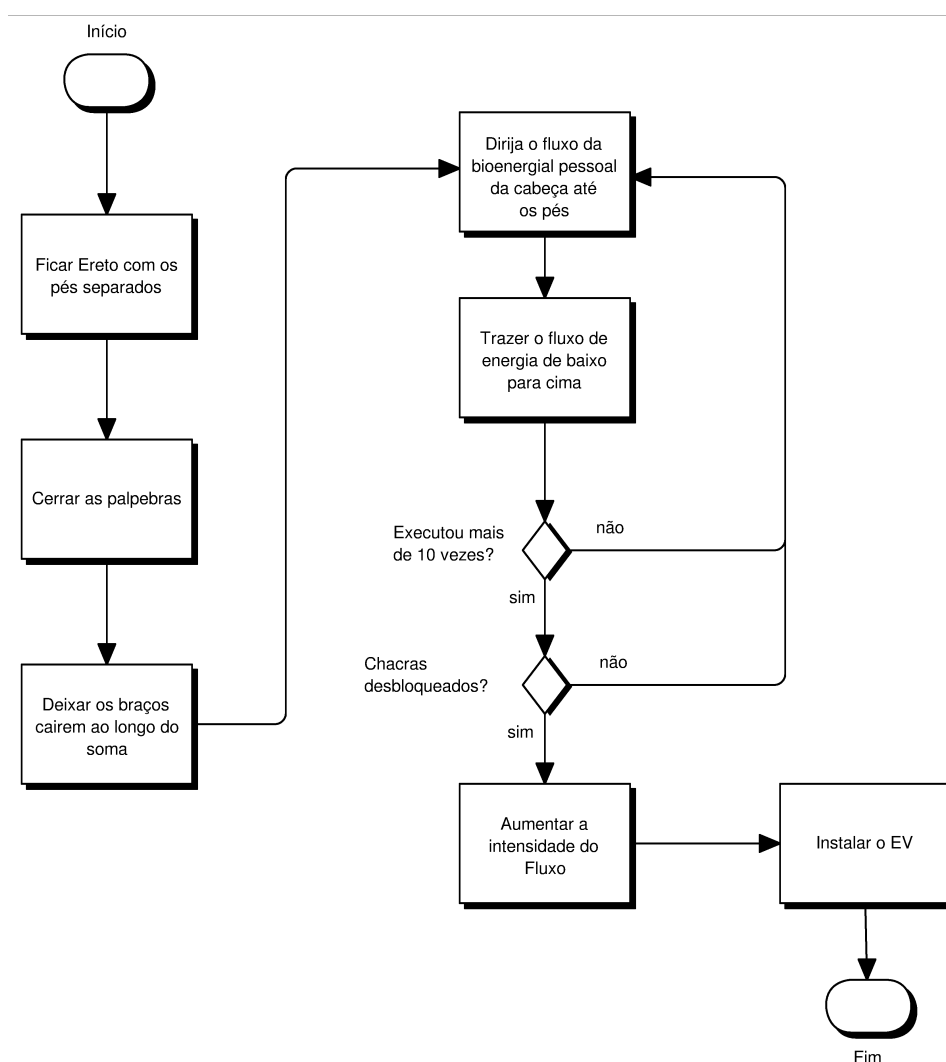 Início
Ficar Ereto com os
pés separados
Cerrar as palpebras
Deixar os braços
cairem ao longo do
soma
Dirija o fluxo da
bioenergial pessoal
da cabeça até
os pés
Trazer o fluxo de
energia de baixo
para cima
Executou mais
de 10 vezes?
não
sim
Chacras
desbloqueados?
não
sim
Aumentar a
intensidade do
Fluxo
Instalar o EV
Fim